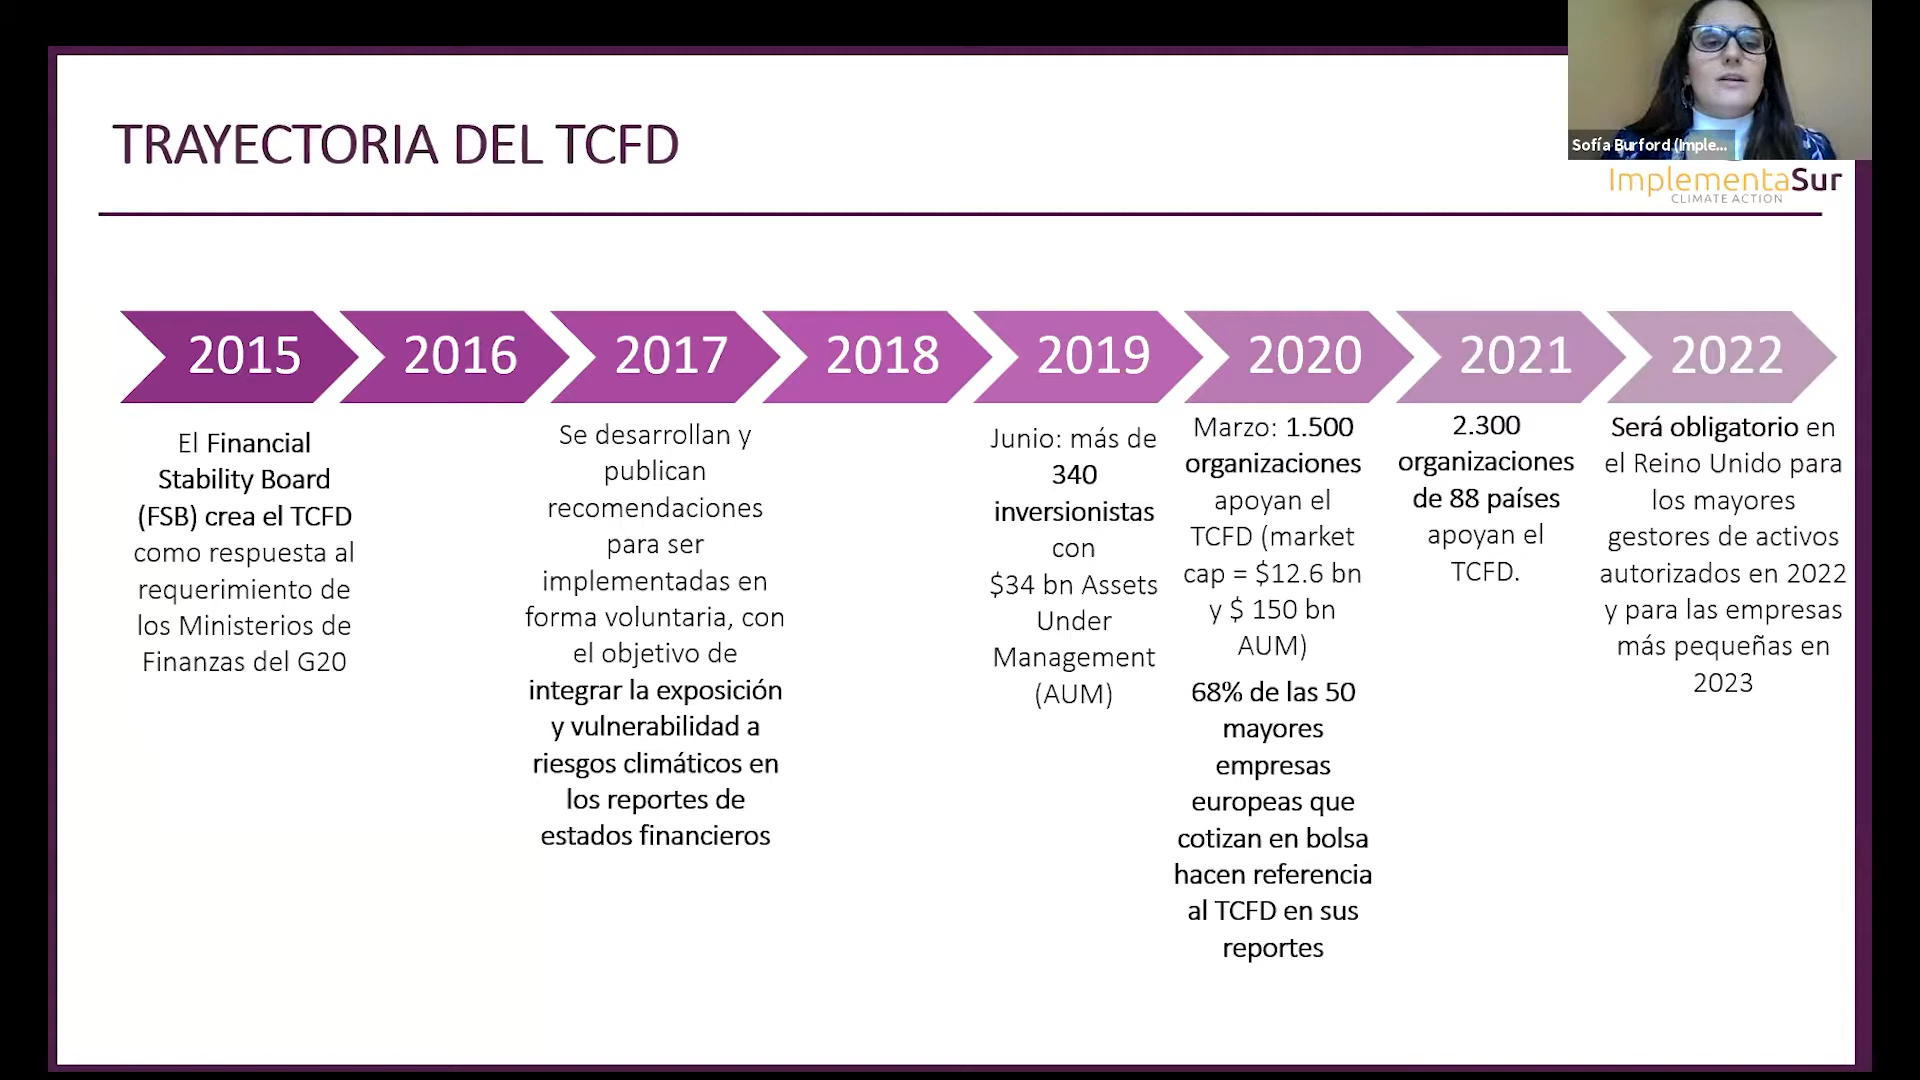 Sofía Burford (Imple...
TRAYECTORIA DEL TCFD
ImplementaSur
CLIMATE ACTION
2015
2016
2017
2018
2019
2020
2021
2022
El Financial
Stability Board
(FSB) crea el TCFD
como respuesta al
requerimiento de
los Ministerios de
Finanzas del G20
Se desarrollan y
publican
recomendaciones
para ser
implementadas en
forma voluntaria, con
el objetivo de
integrar la exposición
y vulnerabilidad a
riesgos climáticos en
los reportes de
estados financieros
Junio: más de
340
inversionistas
con
$34 bn Assets
Under
Management
(AUM)
Marzo: 1.500
organizaciones
apoyan el
TCFD (market
cap = $12.6 bn
y $ 150 bn
AUM)
68% de las 50
mayores
empresas
europeas que
cotizan en bolsa
hacen referencia
al TCFD en sus
reportes
2.300
organizaciones
de 88 países
apoyan el
TCFD.
Será obligatorio en
el Reino Unido para
los mayores
gestores de activos
autorizados en 2022
y para las empresas
más pequeñas en
2023